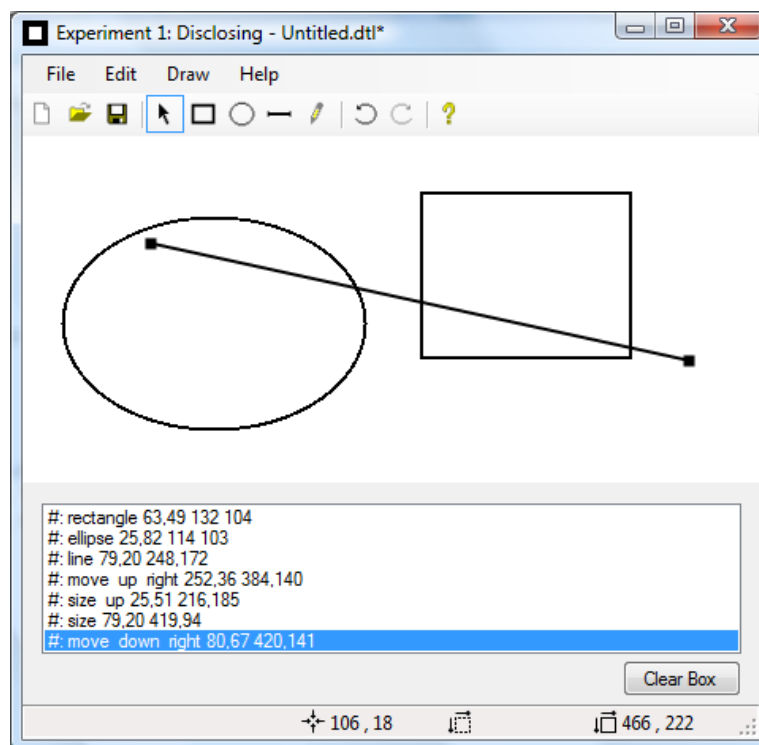 Experiment 1: Disclosing - Untitled.dtl*
File Edit Draw Help
?
#: rectangle 63,49 132 104
#: ellipse 25,82 114 103
#: line 79,20 248,172
#: move  up  right 252,36 384,140
#: size  up 25,51 216,185
#: size 79,20 419,94
#: move  down  right 80,67 420,141
Clear Box
106 , 18 466 , 222